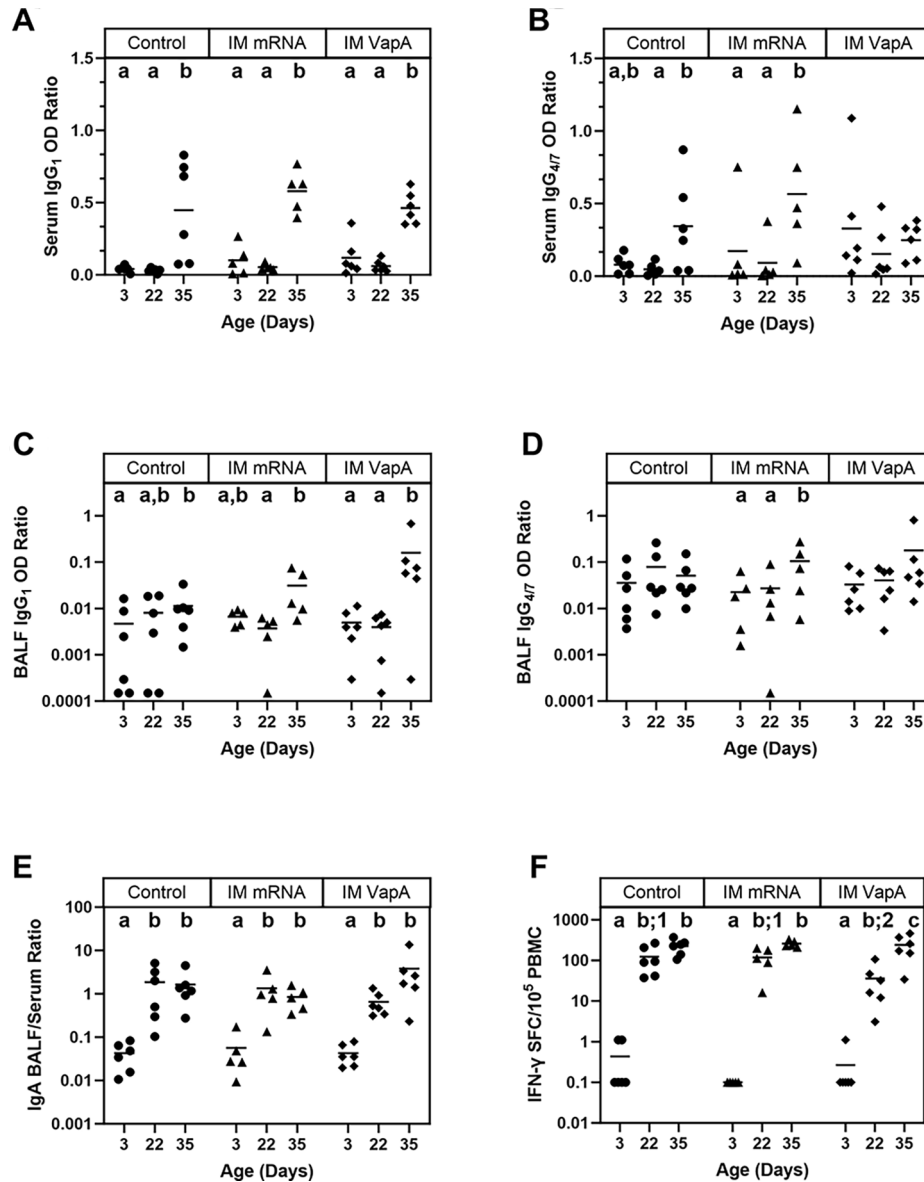 A
Control IM mRNA IM VapA
1.5
a a b a a b a a b
1.0
0.5
0.0
Serum IgG1 OD Ratio
3 22 35 3 22 35 3 22 35
Age (Days)
B
Control IM mRNA IM VapA
1.5
a,b a b a a b
1.0
0.5
0.0
Serum IgG4/7 OD Ratio
3 22 35 3 22 35 3 22 35
Age (Days)
C
Control IM mRNA IM VapA
a a,b b a,b a b a a b
1
0.1
0.01
0.001
0.0001
BALF IgG1 OD Ratio
3 22 35 3 22 35 3 22 35
Age (Days)
D
Control IM mRNA IM VapA
a a b
1
0.1
0.01
0.001
0.0001
BALF IgG4/7 OD Ratio
3 22 35 3 22 35 3 22 35
Age (Days)
E
Control IM mRNA IM VapA
100
a b b a b b a b b
10
1
0.1
0.01
0.001
IgA BALF/Serum Ratio
3 22 35 3 22 35 3 22 35
Age (Days)
F
Control IM mRNA IM VapA
a b;1 b a b;1 b a b;2 c
1000
100
10
1
0.1
0.01
IFN-γ SFC/10⁵ PBMC
3 22 35 3 22 35 3 22 35
Age (Days)